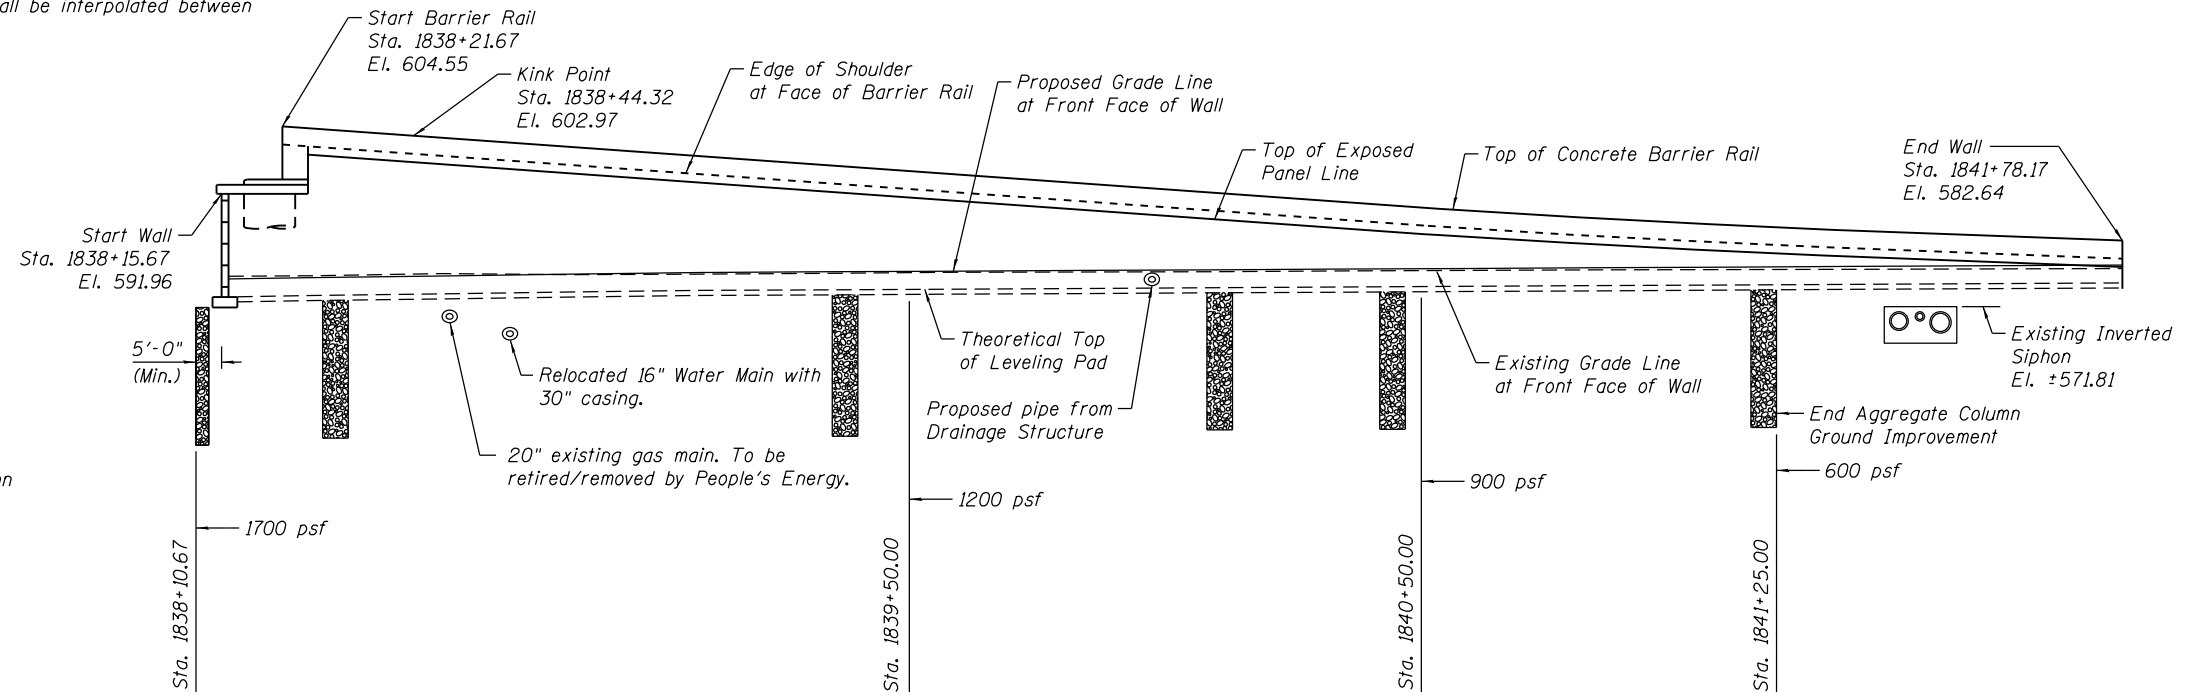 all be interpolated between
Start Barrier Rail
Sta. 1838+21.67
El. 604.55
Kink Point
Sta. 1838+44.32
El. 602.97
Edge of Shoulder
at Face of Barrier Rail
Proposed Grade Line
at Front Face of Wall
Top of Exposed
Panel Line
Top of Concrete Barrier Rail
End Wall
Sta. 1841+78.17
El. 582.64
Start Wall
Sta. 1838+15.67
El. 591.96
5'-0"
(Min.)
Relocated 16" Water Main with
30" casing.
20" existing gas main. To be
retired/removed by People's Energy.
Theoretical Top
of Leveling Pad
Proposed pipe from
Drainage Structure
Existing Grade Line
at Front Face of Wall
Existing Inverted
Siphon
El. ±571.81
End Aggregate Column
Ground Improvement
1700 psf
1200 psf
900 psf
600 psf
Sta. 1838+10.67
Sta. 1839+50.00
Sta. 1840+50.00
Sta. 1841+25.00